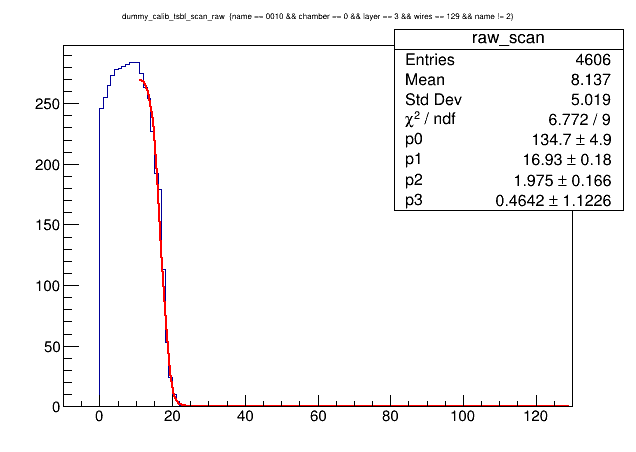 dummy_calib_tsbl_scan_raw {name == 0010 && chamber == 0 && layer == 3 && wires == 129 && name != 2}
raw_scan
Entries 4606
Mean 8.137
Std Dev 5.019
χ² / ndf 6.772 / 9
p0 134.7 ± 4.9
p1 16.93 ± 0.18
p2 1.975 ± 0.166
p3 0.4642 ± 1.1226
250
200
150
100
50
0
0 20 40 60 80 100 120